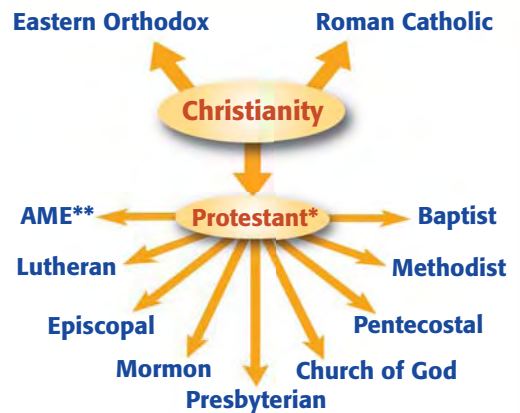 Eastern Orthodox
Roman Catholic
Christianity
Protestant*
AME**
Baptist
Lutheran
Methodist
Episcopal
Pentecostal
Mormon
Church of God
Presbyterian